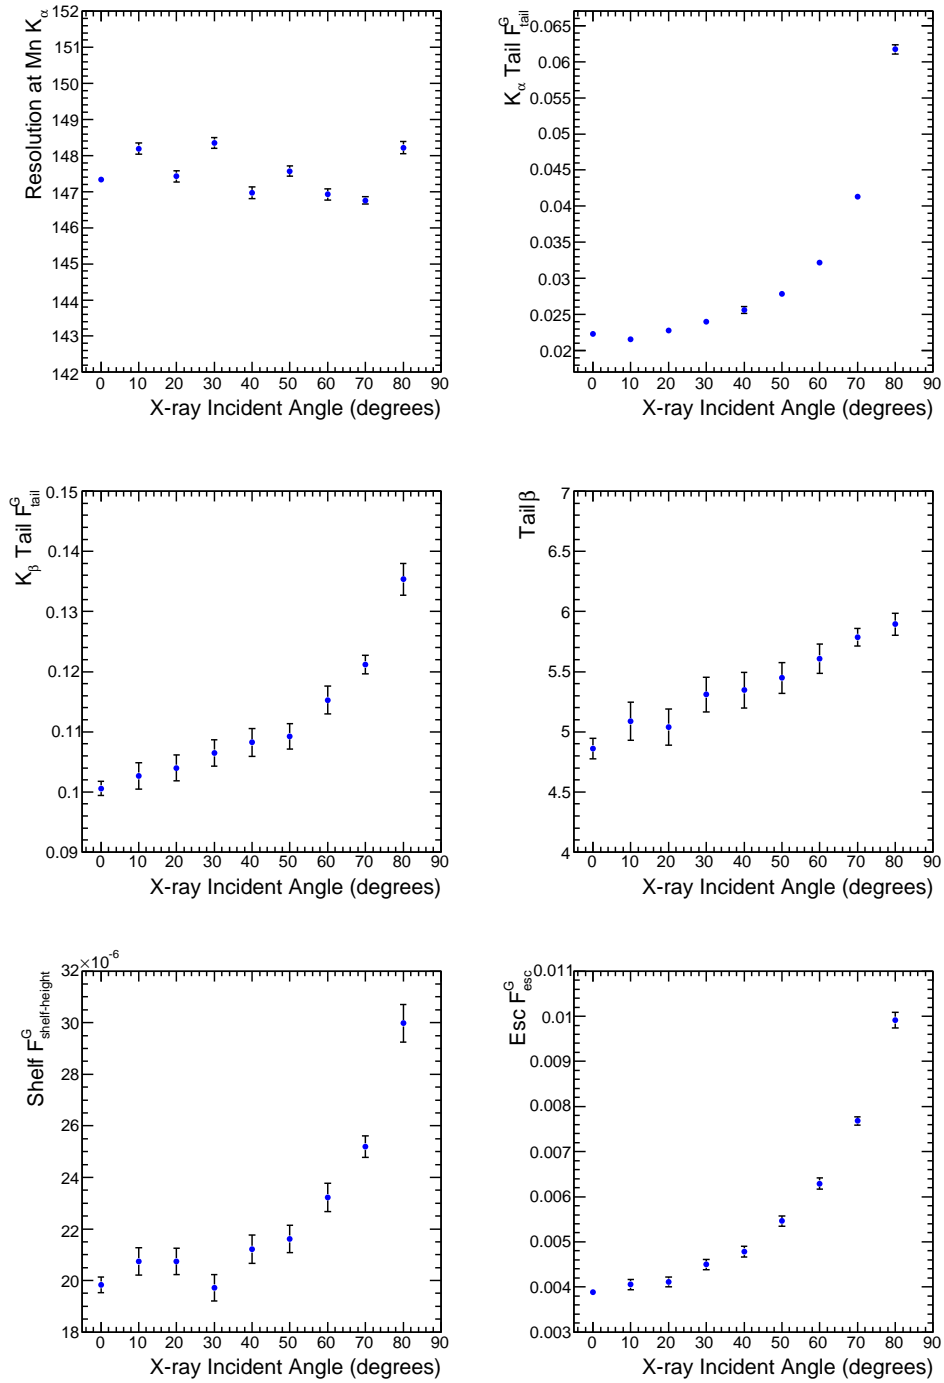 Resolution at Mn Kα
152
151
150
149
148
147
146
145
144
143
142
0 10 20 30 40 50 60 70 80 90
X-ray Incident Angle (degrees)
Kα Tail F^G_tail
0.065
0.06
0.055
0.05
0.045
0.04
0.035
0.03
0.025
0.02
0 10 20 30 40 50 60 70 80 90
X-ray Incident Angle (degrees)
Kβ Tail F^G_tail
0.15
0.14
0.13
0.12
0.11
0.1
0.09
0 10 20 30 40 50 60 70 80 90
X-ray Incident Angle (degrees)
Tail β
7
6.5
6
5.5
5
4.5
4
0 10 20 30 40 50 60 70 80 90
X-ray Incident Angle (degrees)
Shelf F^G_shelf-height
×10^-6
32
30
28
26
24
22
20
18
0 10 20 30 40 50 60 70 80 90
X-ray Incident Angle (degrees)
Esc F^G_esc
0.011
0.01
0.009
0.008
0.007
0.006
0.005
0.004
0.003
0 10 20 30 40 50 60 70 80 90
X-ray Incident Angle (degrees)